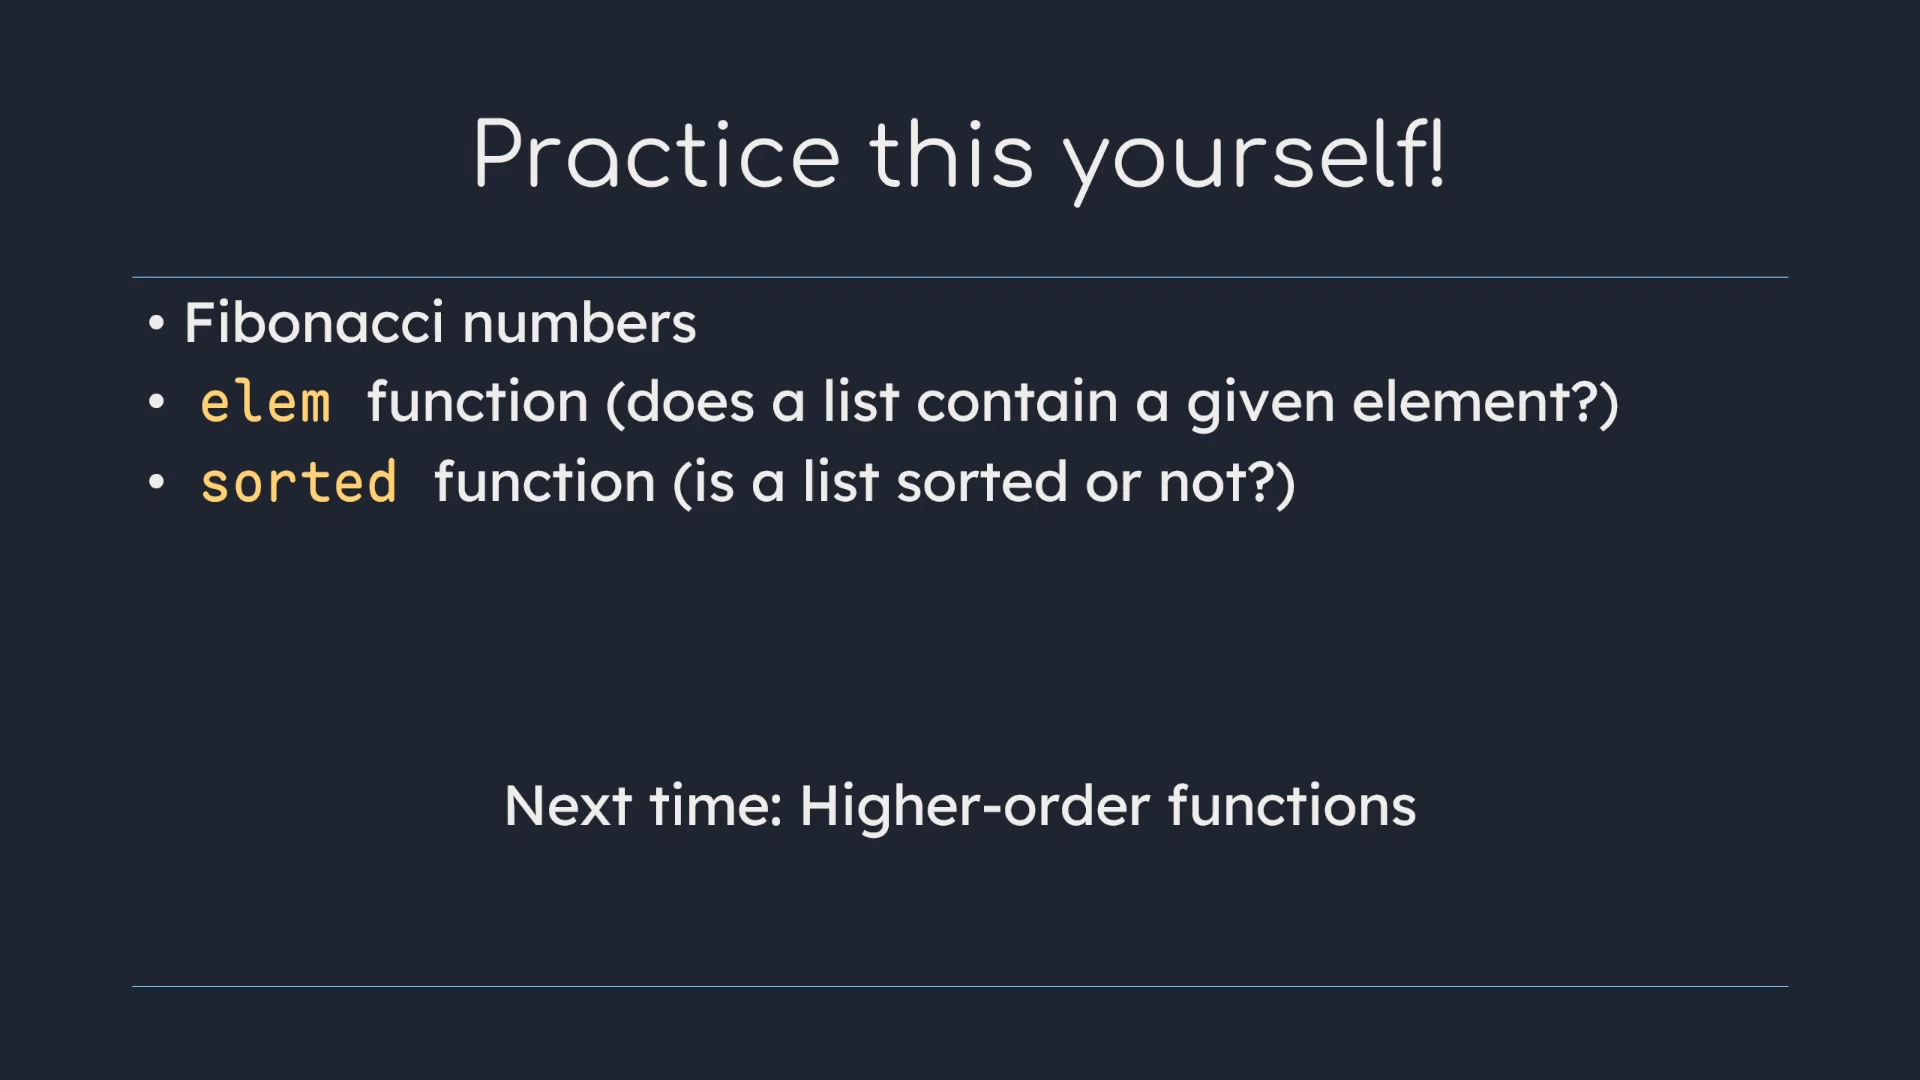 Practice this yourself!
• Fibonacci numbers
• elem function (does a list contain a given element?)
• sorted function (is a list sorted or not?)
Next time: Higher-order functions